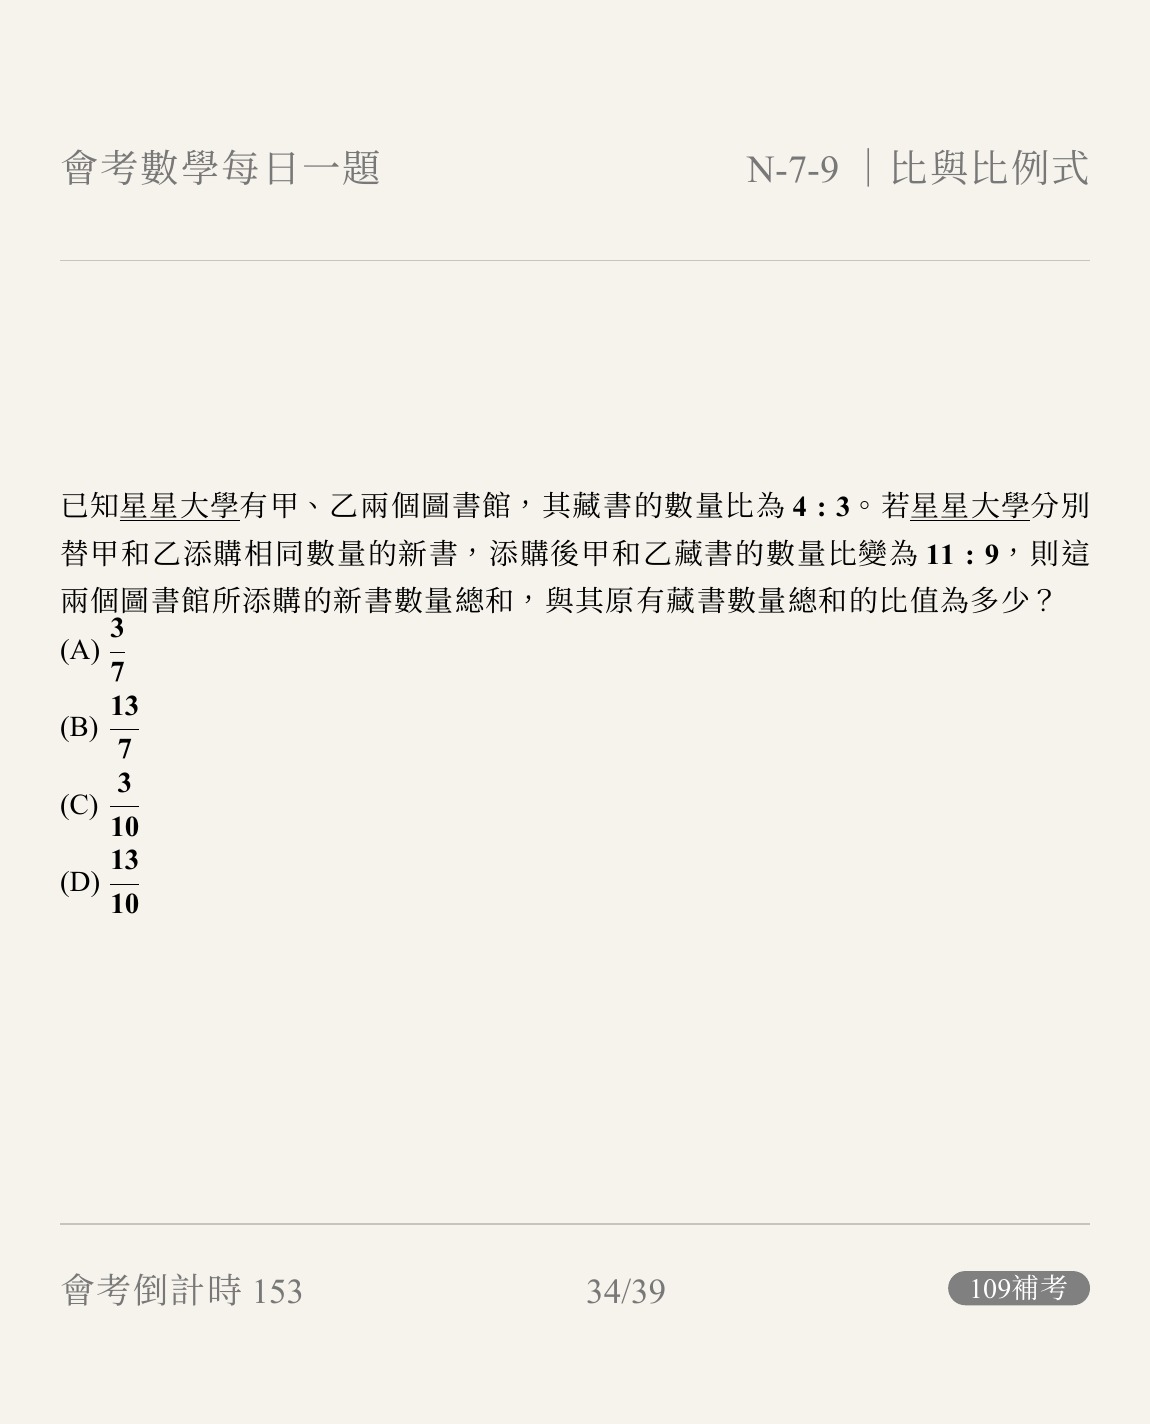 會考數學每日一題
N-7-9 | 比與比例式
已知星星大學有甲、乙兩個圖書館，其藏書的數量比為 4 : 3。若星星大學分別
替甲和乙添購相同數量的新書，添購後甲和乙藏書的數量比變為 11 : 9，則這
兩個圖書館所添購的新書數量總和，與其原有藏書數量總和的比值為多少？
(A) 3/7
(B) 13/7
(C) 3/10
(D) 13/10
會考倒計時 153
34/39
109補考